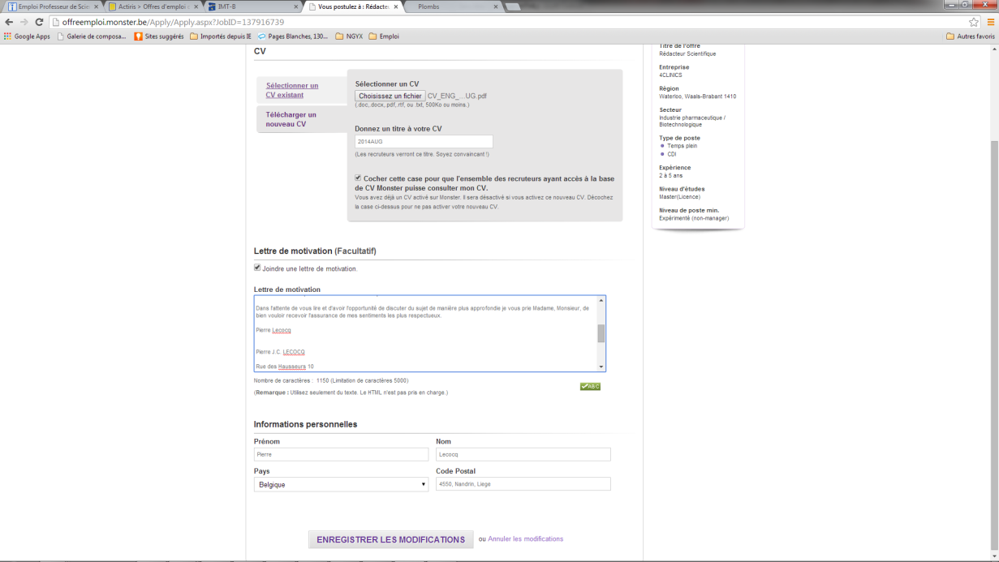 Emploi Professeur de Scie
Actiris > Offres d'emploi
IMT-B
Vous postulez à : Rédacteu
Plombs
offreemploi.monster.be/Apply/Apply.aspx?JobID=137916739
Google Apps
Galerie de composa...
Sites suggérés
Importés depuis IE
Pages Blanches, 130...
NGYX
Emploi
Autres favoris
CV
Sélectionner un
CV existant
Télécharger un
nouveau CV
Sélectionner un CV
Choisissez un fichier CV_ENG_...UG.pdf
Donnez un titre à votre CV
2014AUG
(Les recruteurs verront ce titre. Soyez convaincant !)
Cocher cette case pour que l'ensemble des recruteurs ayant accès à la base
de CV Monster puisse consulter mon CV.
Vous avez déjà un CV activé sur Monster. Il sera désactivé si vous activez ce nouveau CV. Décochez
la case ci-dessus pour ne pas activer votre nouveau CV.
Lettre de motivation (Facultatif)
Joindre une lettre de motivation.
Lettre de motivation
Dans l'attente de vous lire et d'avoir l'opportunité de discuter du sujet de manière plus approfondie je vous prie Madame, Monsieur, de
bien vouloir recevoir l'assurance de mes sentiments les plus respectueux.
Pierre Lecocq
Pierre J.C. LECOCQ
Rue des Hausseurs 10
Nombre de caractères : 1150 (Limitation de caractères 5000)
ABC
(Remarque : Utilisez seulement du texte. Le HTML n'est pas pris en charge.)
Informations personnelles
Prénom
Nom
Pierre
Lecocq
Pays
Code Postal
Belgique
4550, Nandrin, Liege
ENREGISTRER LES MODIFICATIONS ou Annuler les modifications
Titre de l'offre
Rédacteur Scientifique
Entreprise
4CLINICS
Région
Waterloo, Waals-Brabant 1410
Secteur
Industrie pharmaceutique /
Biotechnologique
Type de poste
Temps plein
CDI
Expérience
2 à 5 ans
Niveau d'études
Master(Licence)
Niveau de poste min.
Expérimenté (non-manager)